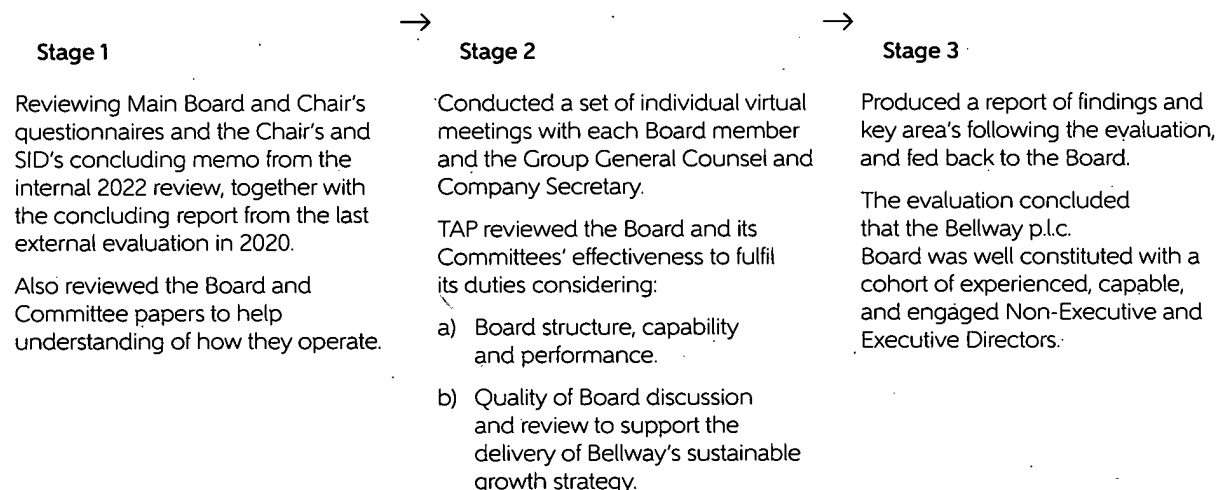 →
→
Stage 1
Reviewing Main Board and Chair's
questionnaires and the Chair's and
SID's concluding memo from the
internal 2022 review, together with
the concluding report from the last
external evaluation in 2020.
Also reviewed the Board and
Committee papers to help
understanding of how they operate.
Stage 2
Conducted a set of individual virtual
meetings with each Board member
and the Group General Counsel and
Company Secretary.
TAP reviewed the Board and its
Committees' effectiveness to fulfil
its duties considering:
a) Board structure, capability
and performance.
b) Quality of Board discussion
and review to support the
delivery of Bellway's sustainable
growth strategy.
Stage 3
Produced a report of findings and
key area's following the evaluation,
and fed back to the Board.
The evaluation concluded
that the Bellway p.l.c.
Board was well constituted with a
cohort of experienced, capable,
and engaged Non-Executive and
Executive Directors.